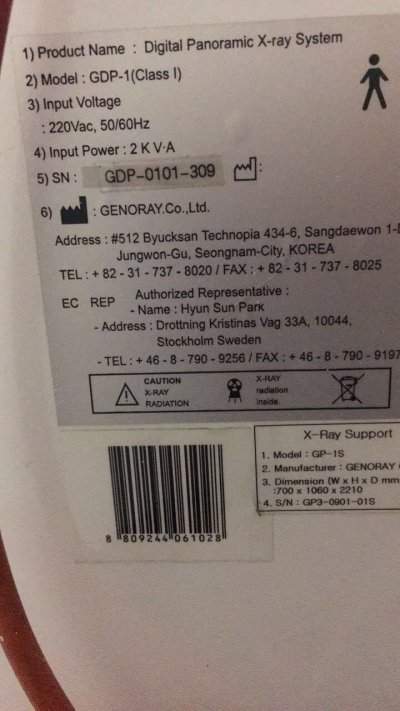 1) Product Name : Digital Panoramic X-ray System
2) Model : GDP-1(Class I)
3) Input Voltage
: 220Vac, 50/60Hz
4) Input Power : 2 K V·A
5) SN : GDP-0101-309 :
6) : GENORAY.Co.,Ltd.
Address : #512 Byucksan Technopia 434-6, Sangdaewon 1-
Jungwon-Gu, Seongnam-City, KOREA
TEL : + 82 - 31 - 737 - 8020 / FAX : + 82 - 31 - 737 - 8025
EC REP Authorized Representative :
- Name : Hyun Sun Park
- Address : Drottning Kristinas Vag 33A, 10044,
Stockholm Sweden
- TEL : + 46 - 8 - 790 - 9256 / FAX : + 46 - 8 - 790 - 9197
CAUTION
X-RAY
RADIATION
X-RAY
radiation
inside.
X-Ray Support
1. Model : GP-1S
2. Manufacturer : GENORAY
3. Dimension (W x H x D mm
:700 x 1060 x 2210
4. S/N : GP3-0901-01S
8 809244 061028